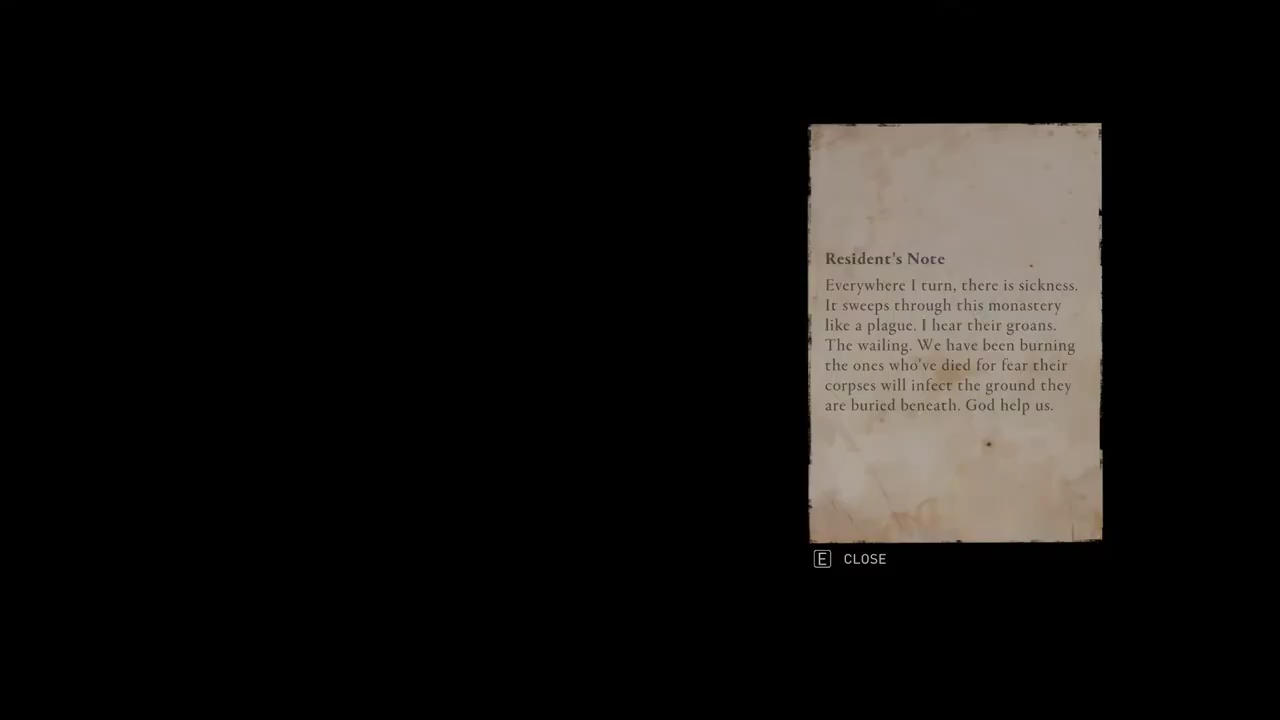 Resident's Note
Everywhere I turn, there is sickness.
It sweeps through this monastery
like a plague. I hear their groans.
The wailing. We have been burning
the ones who've died for fear their
corpses will infect the ground they
are buried beneath. God help us.
E CLOSE